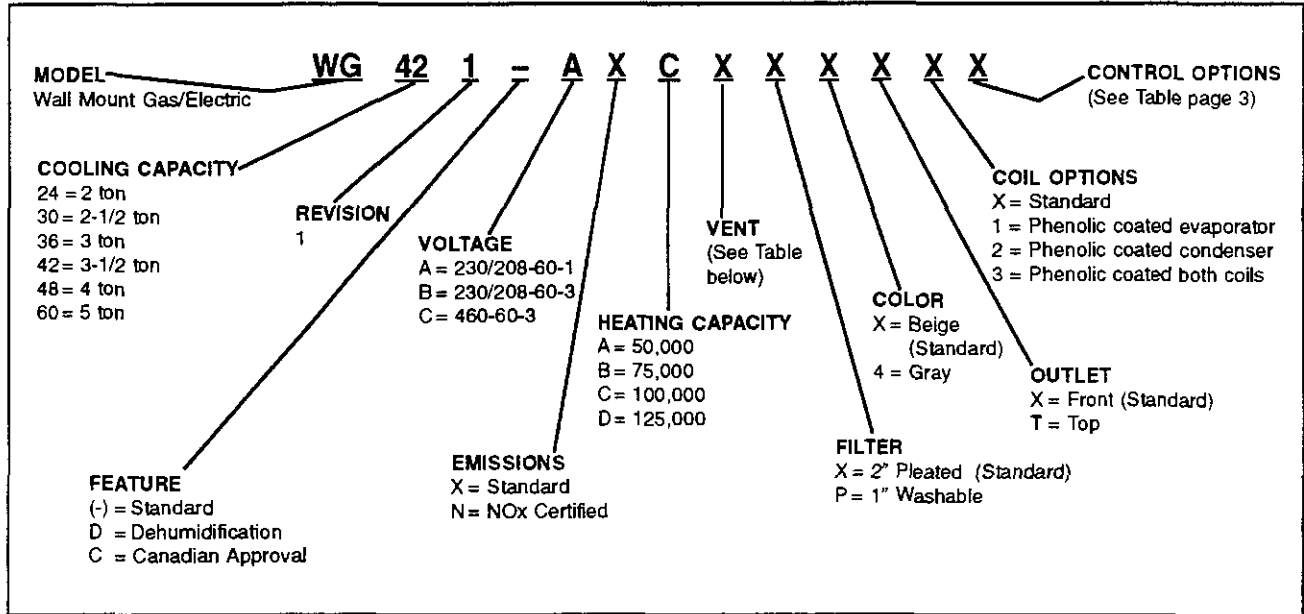 WG 42 1 – A X C X X X X X X
MODEL
Wall Mount Gas/Electric
CONTROL OPTIONS
(See Table page 3)
COOLING CAPACITY
24 = 2 ton
30 = 2-1/2 ton
36 = 3 ton
42 = 3-1/2 ton
48 = 4 ton
60 = 5 ton
REVISION
1
VOLTAGE
A = 230/208-60-1
B = 230/208-60-3
C = 460-60-3
VENT
(See Table
below)
COIL OPTIONS
X = Standard
1 = Phenolic coated evaporator
2 = Phenolic coated condenser
3 = Phenolic coated both coils
HEATING CAPACITY
A = 50,000
B = 75,000
C = 100,000
D = 125,000
COLOR
X = Beige
(Standard)
4 = Gray
OUTLET
X = Front (Standard)
T = Top
FEATURE
(-) = Standard
D = Dehumidification
C = Canadian Approval
EMISSIONS
X = Standard
N = NOx Certified
FILTER
X = 2" Pleated (Standard)
P = 1" Washable